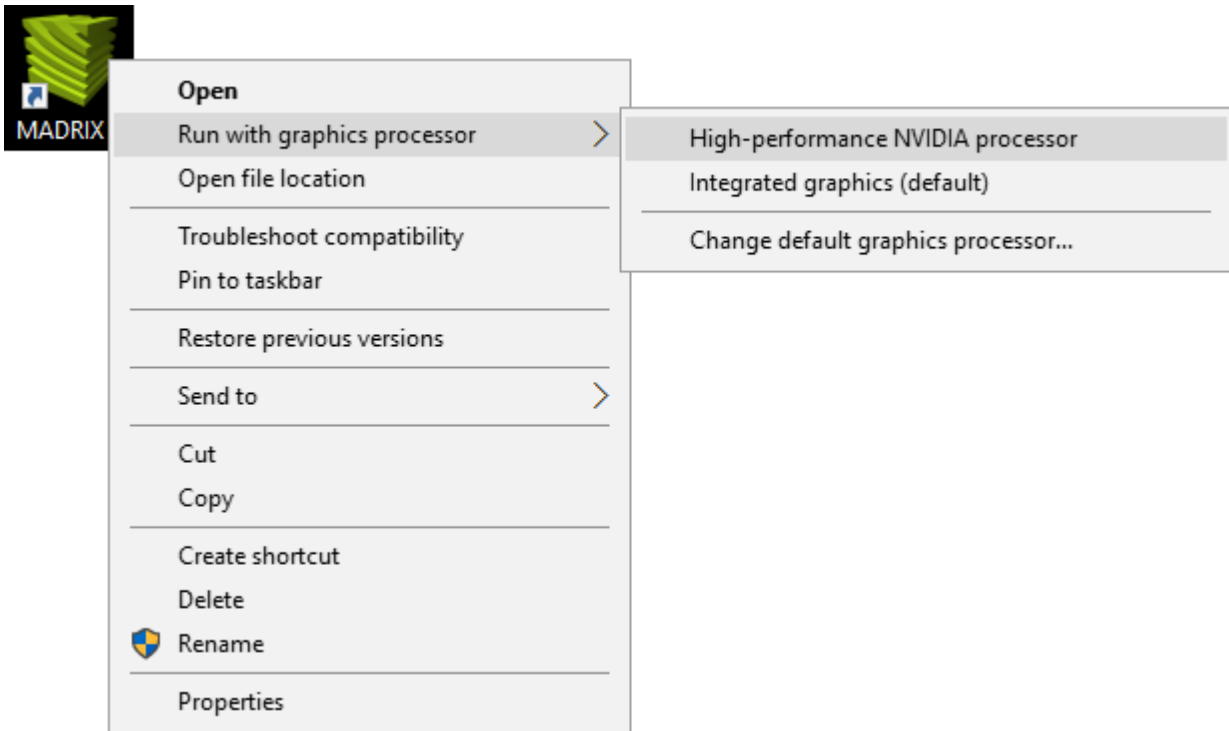 MADRIX
Open
Run with graphics processor
High-performance NVIDIA processor
Integrated graphics (default)
Change default graphics processor...
Open file location
Troubleshoot compatibility
Pin to taskbar
Restore previous versions
Send to
Cut
Copy
Create shortcut
Delete
Rename
Properties